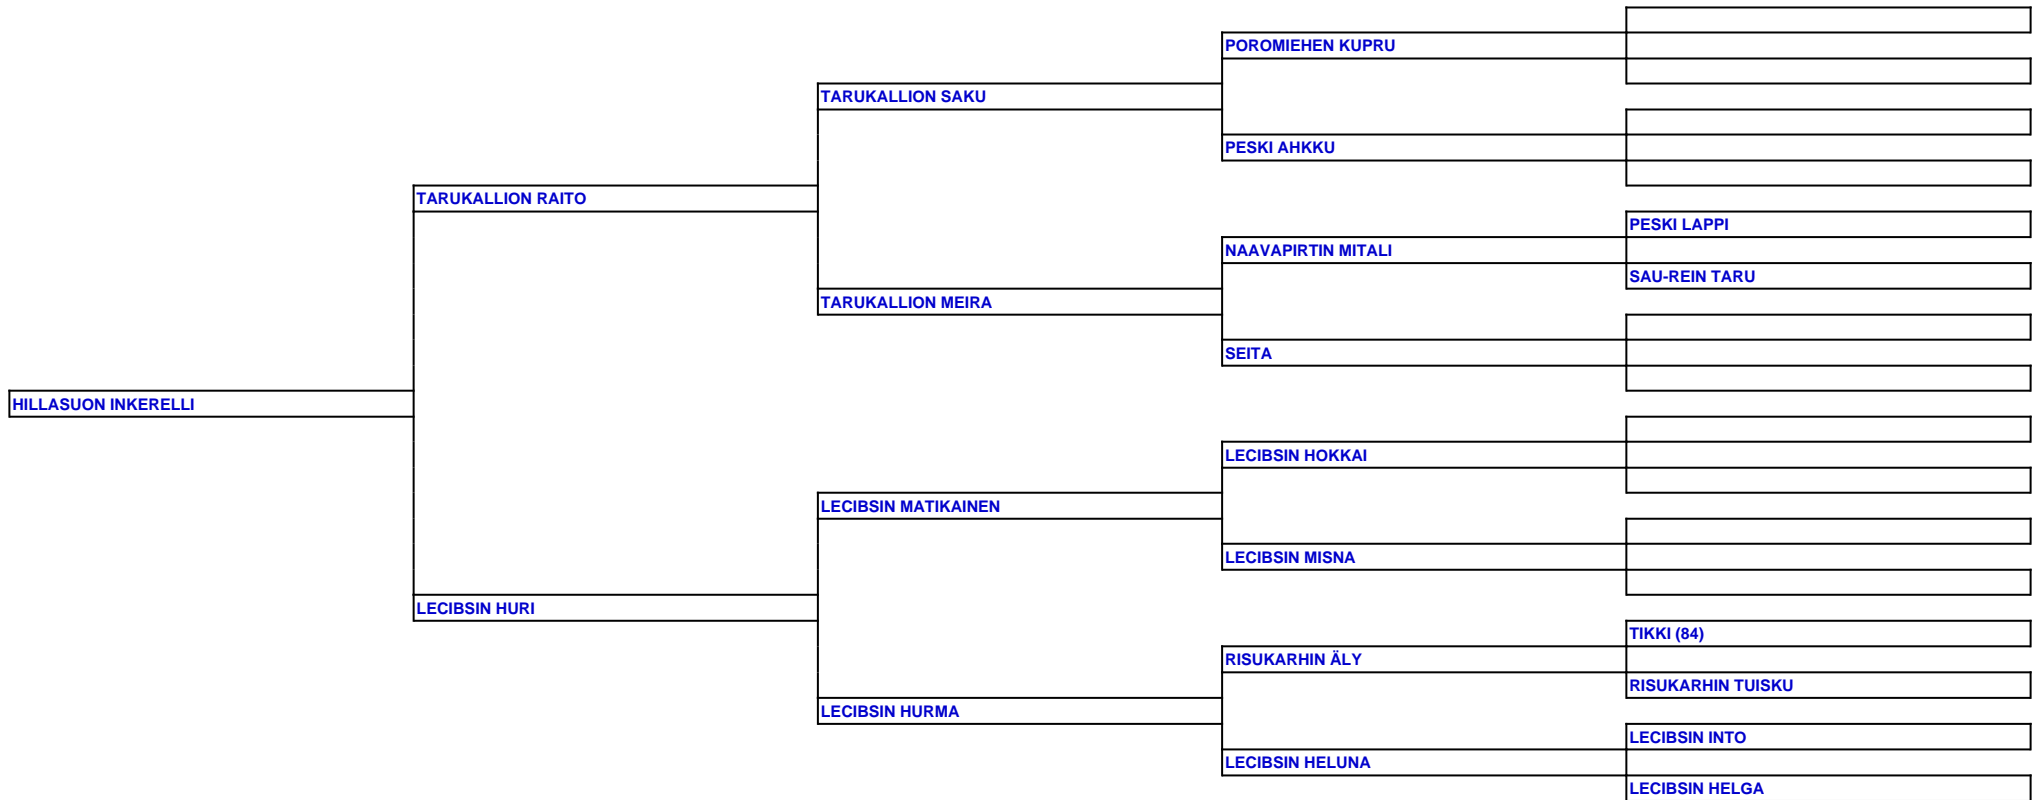 POROMIEHEN KUPRU
TARUKALLION SAKU
PESKI AHKKU
TARUKALLION RAITO
PESKI LAPPI
NAAVAPIRTIN MITALI
SAU-REIN TARU
TARUKALLION MEIRA
SEITA
HILLASUON INKERELLI
LECIBSIN HOKKAI
LECIBSIN MATIKAINEN
LECIBSIN MISNA
LECIBSIN HURI
TIKKI (84)
RISUKARHIN ÄLY
RISUKARHIN TUISKU
LECIBSIN HURMA
LECIBSIN INTO
LECIBSIN HELUNA
LECIBSIN HELGA